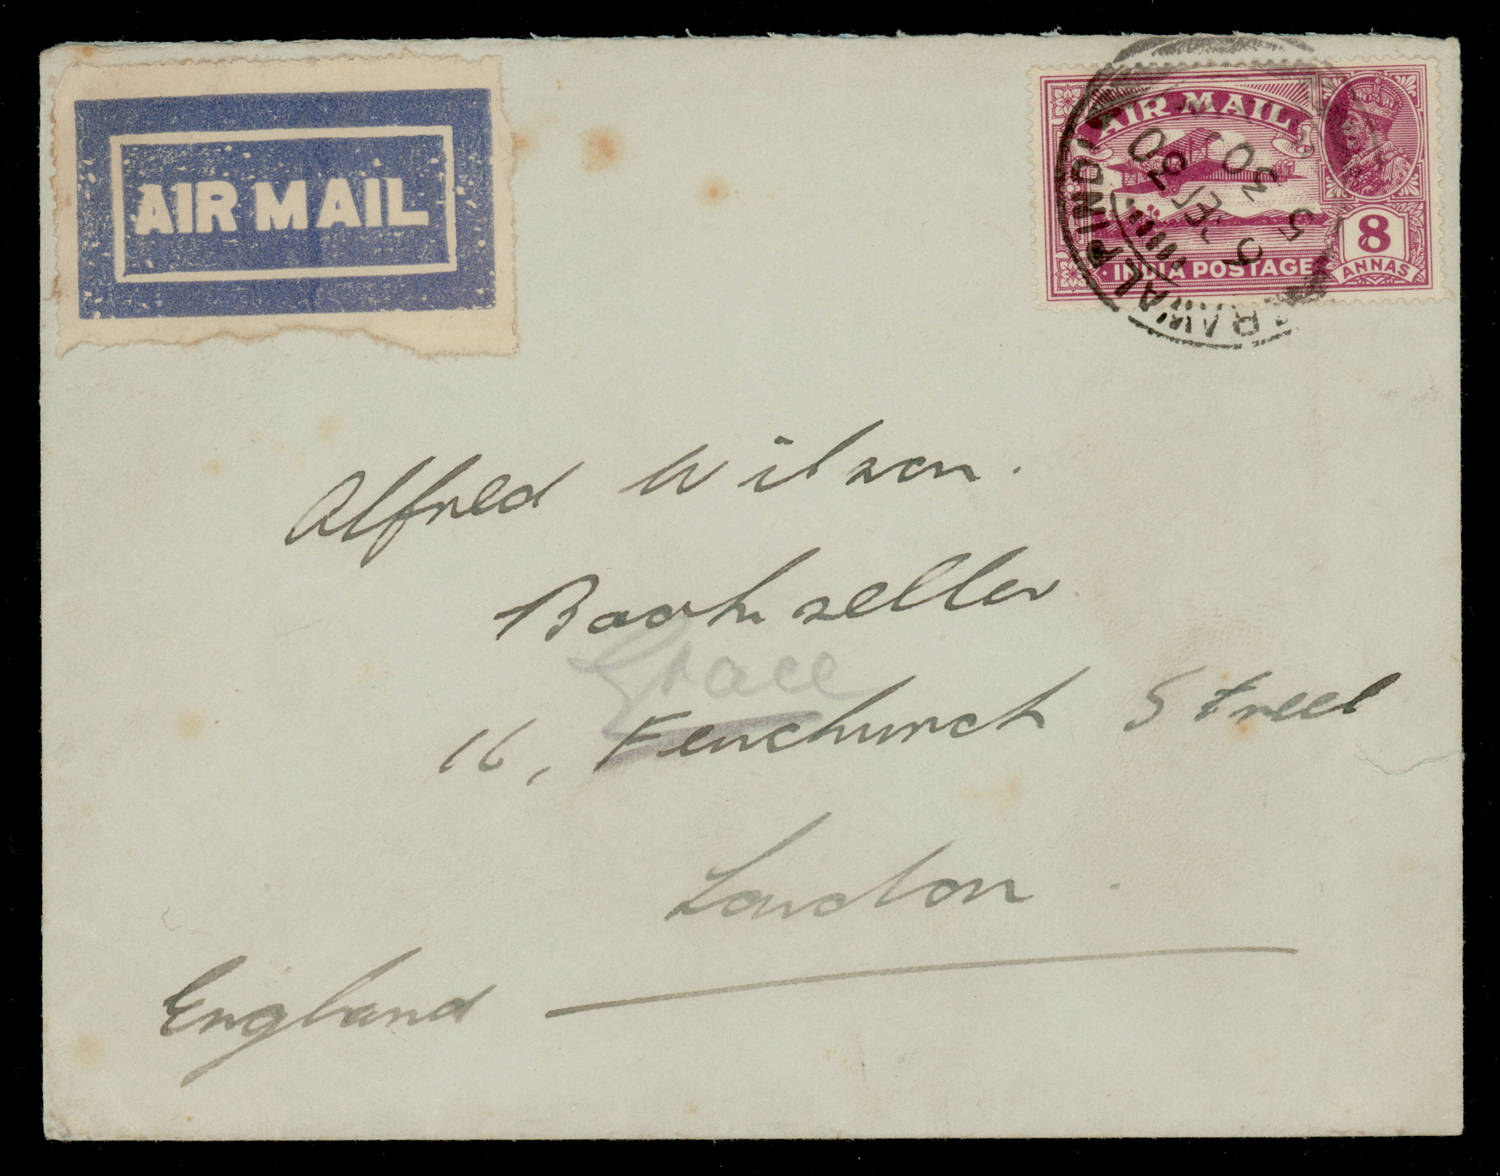 AIR MAIL
AIR MAIL
8
ANNAS
INDIA POSTAGE
Alfred Wilson.
Bookseller
Grace
16, Fenchurch Street
London
England